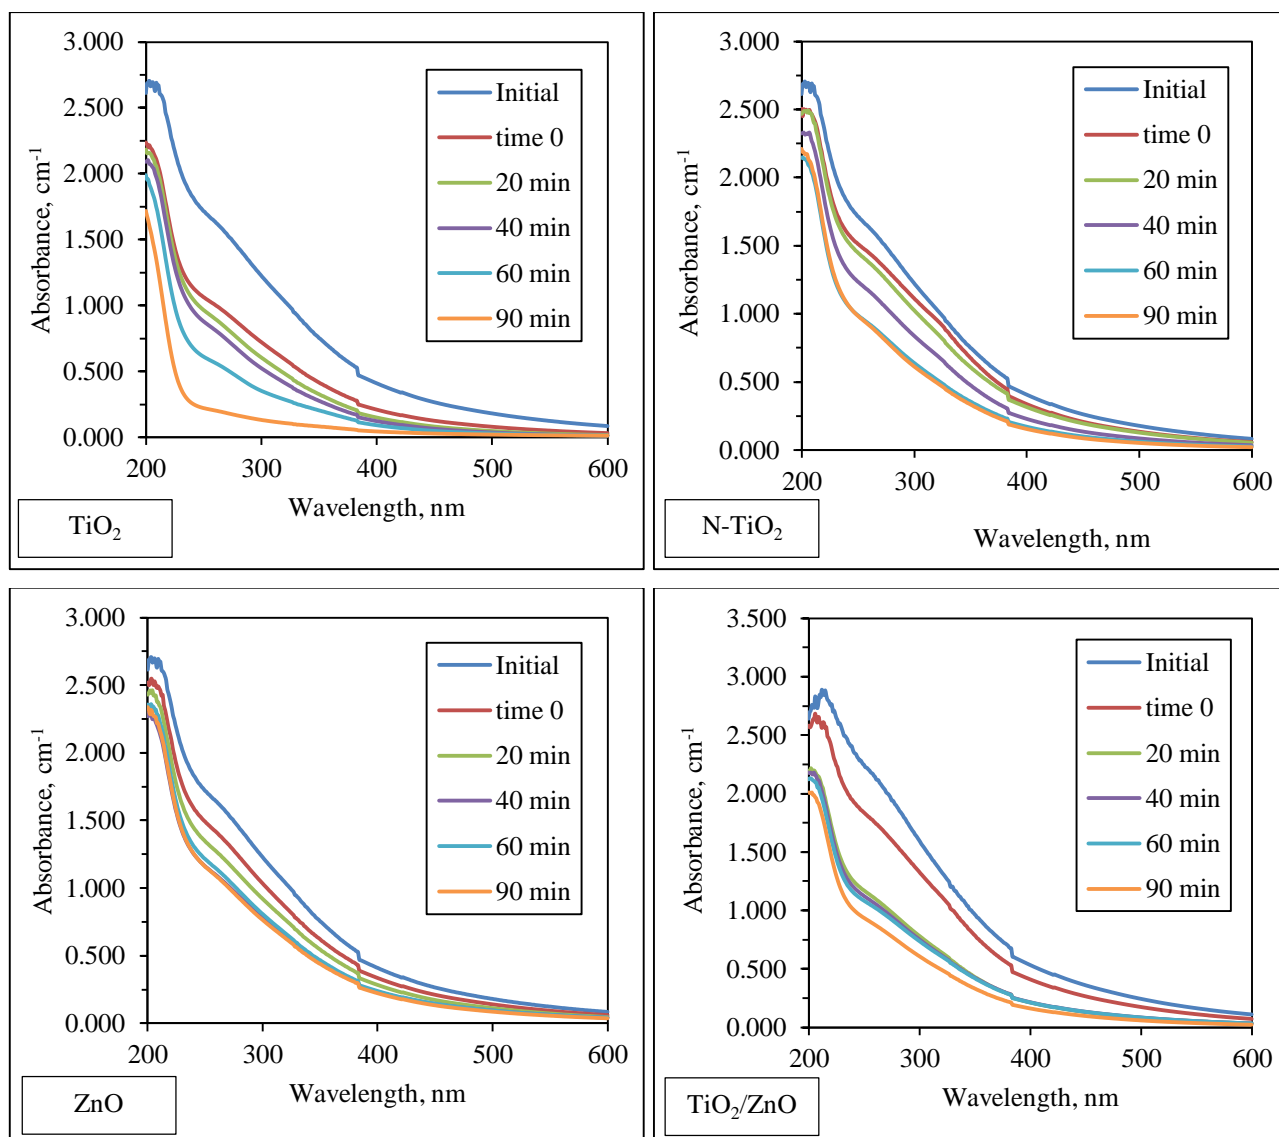 3.000
2.500
2.000
1.500
1.000
0.500
0.000
200
300
400
500
600
Absorbance, cm-1
Wavelength, nm
Initial
time 0
20 min
40 min
60 min
90 min
TiO2
3.000
2.500
2.000
1.500
1.000
0.500
0.000
200
300
400
500
600
Absorbance, cm-1
Wavelength, nm
Initial
time 0
20 min
40 min
60 min
90 min
N-TiO2
3.000
2.500
2.000
1.500
1.000
0.500
0.000
200
300
400
500
600
Absorbance, cm-1
Wavelength, nm
Initial
time 0
20 min
40 min
60 min
90 min
ZnO
3.500
3.000
2.500
2.000
1.500
1.000
0.500
0.000
200
300
400
500
600
Absorbance, cm-1
Wavelength, nm
Initial
time 0
20 min
40 min
60 min
90 min
TiO2/ZnO